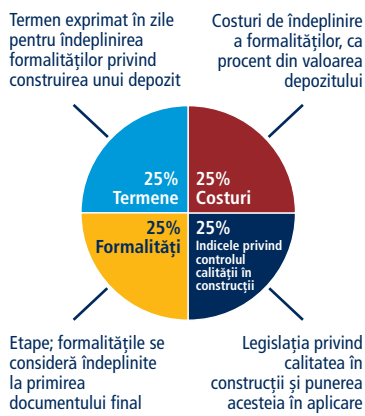 Termen exprimat în zile
pentru îndeplinirea
formalităților privind
construirea unui depozit
Costuri de îndeplinire
a formalităților, ca
procent din valoarea
depozitului
25%
Termene
25%
Costuri
25%
Formalități
25%
Indicele privind
controlul
calității în
construcții
Etape; formalitățile se
consideră îndeplinite
la primirea
documentului final
Legislația privind
calitatea în
construcții și punerea
acesteia în aplicare